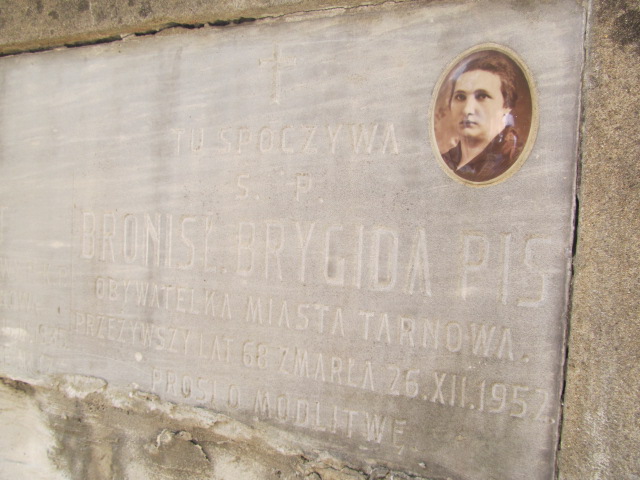 TU SPOCZYWA
S. P.
BRONISŁ. BRYGIDA PIS
OBYWATELKA MIASTA TARNOWA.
PRZEŻYWSZY LAT 68 ZMARŁA 26.XII.1952.
PROSI O MODLITWĘ